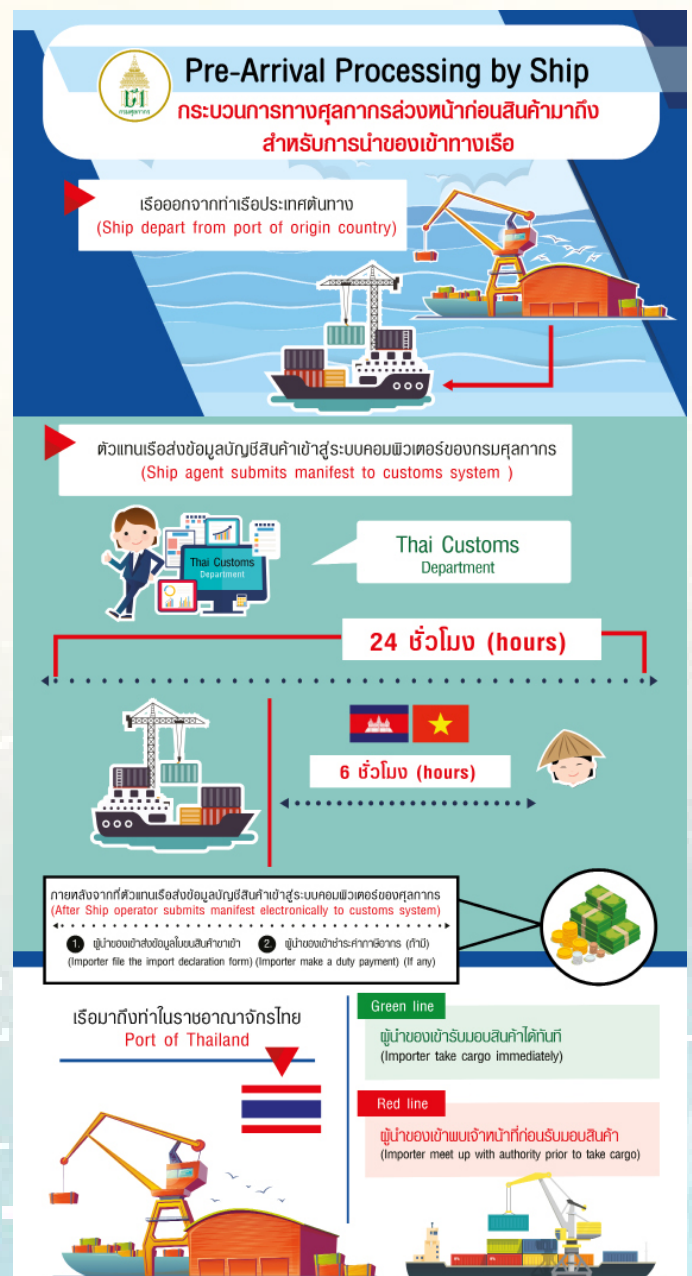 กรมศุลกากร
Pre-Arrival Processing by Ship
กระบวนการทางศุลกากรล่วงหน้าก่อนสินค้ามาถึง
สำหรับการนำของเข้าทางเรือ
เรือออกจากท่าเรือประเทศต้นทาง
(Ship depart from port of origin country)
ตัวแทนเรือส่งข้อมูลบัญชีสินค้าเข้าสู่ระบบคอมพิวเตอร์ของกรมศุลกากร
(Ship agent submits manifest to customs system )
Thai Customs
Department
Thai Customs
Department
24 ชั่วโมง (hours)
6 ชั่วโมง (hours)
ภายหลังจากที่ตัวแทนเรือส่งข้อมูลบัญชีสินค้าเข้าสู่ระบบคอมพิวเตอร์ของศุลกากร
(After Ship operator submits manifest electronically to customs system)
1. ผู้นำของเข้าส่งข้อมูลใบขนสินค้าขาเข้า 2. ผู้นำของเข้าชำระค่าภาษีอากร (ถ้ามี)
(Importer file the import declaration form) (Importer make a duty payment) (If any)
เรือมาถึงท่าในราชอาณาจักรไทย
Port of Thailand
Green line
ผู้นำของเข้ารับมอบสินค้าได้ทันที
(Importer take cargo immediately)
Red line
ผู้นำของเข้าพบเจ้าหน้าที่ก่อนรับมอบสินค้า
(Importer meet up with authority prior to take cargo)